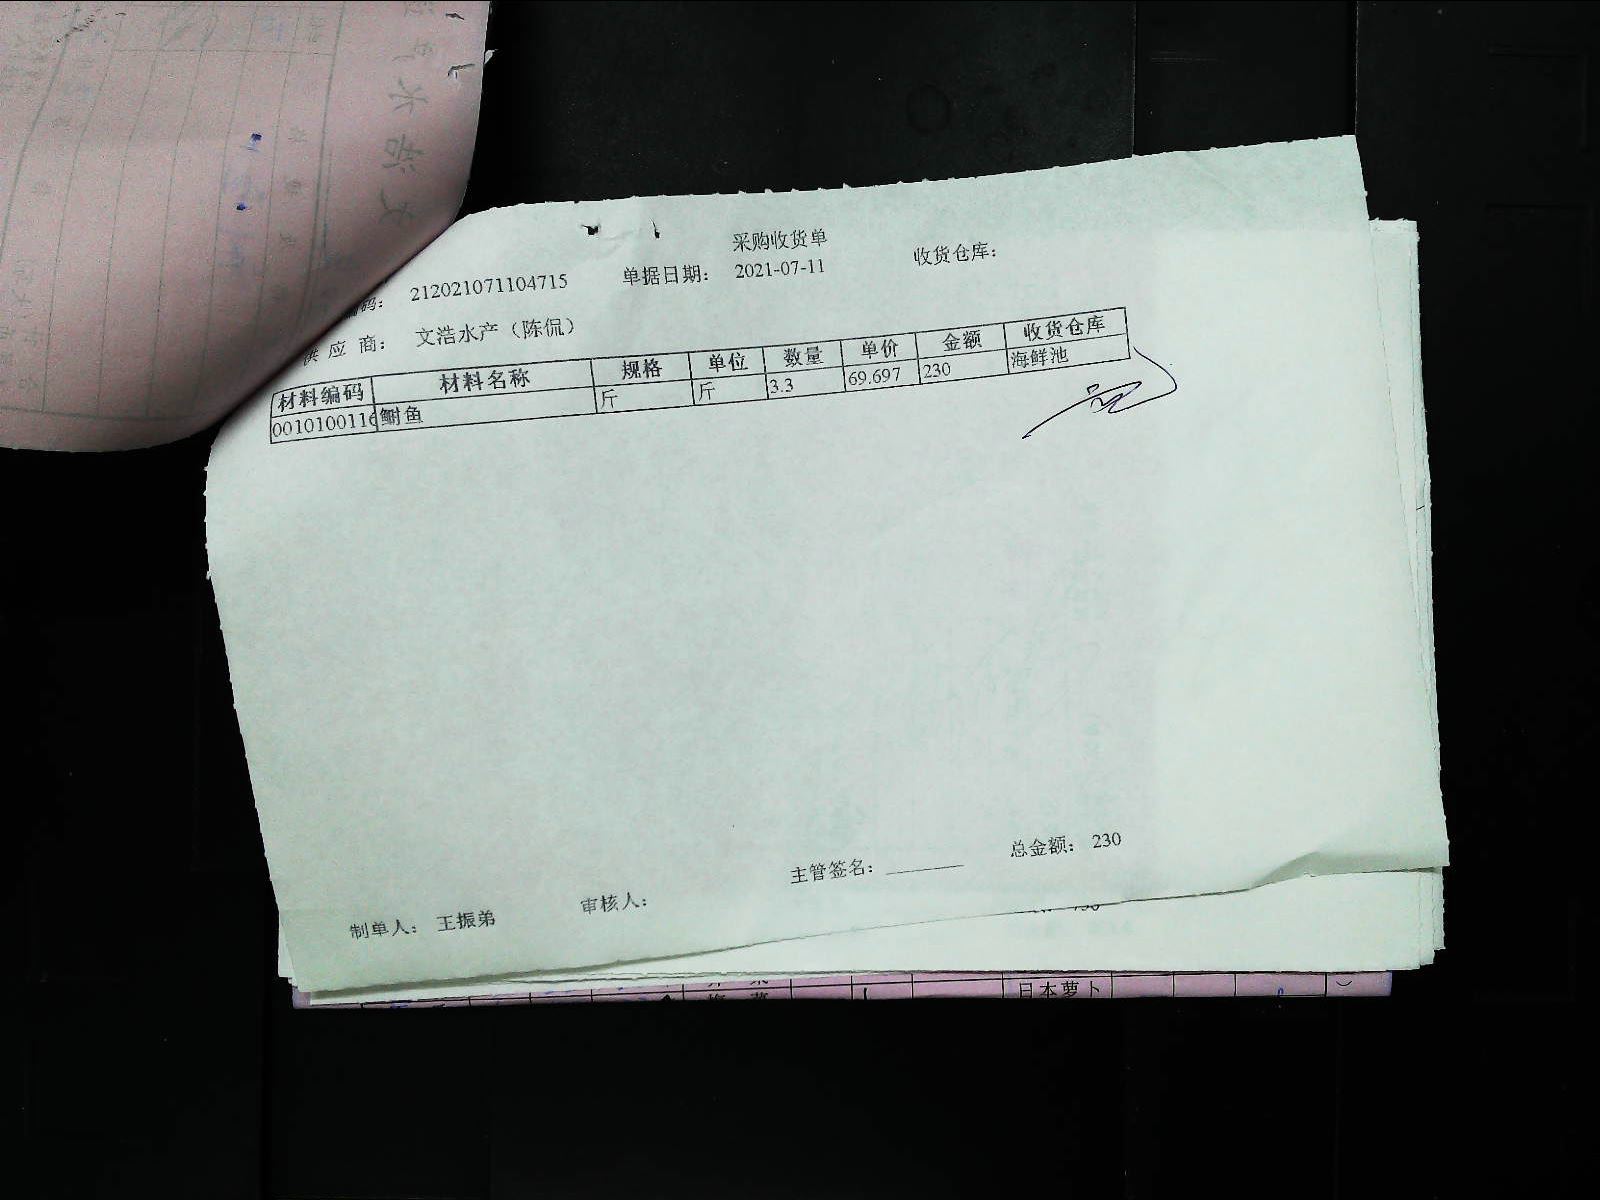 采购收货单
码： 212021071104715 单据日期： 2021-07-11 收货仓库：
供应商： 文浩水产（陈侃）
材料编码 材料名称 规格 单位 数量 单价 金额 收货仓库
0010100116 鲥鱼 斤 斤 3.3 69.697 230 海鲜池
主管签名： 总金额： 230
制单人： 王振弟 审核人：
日本萝卜